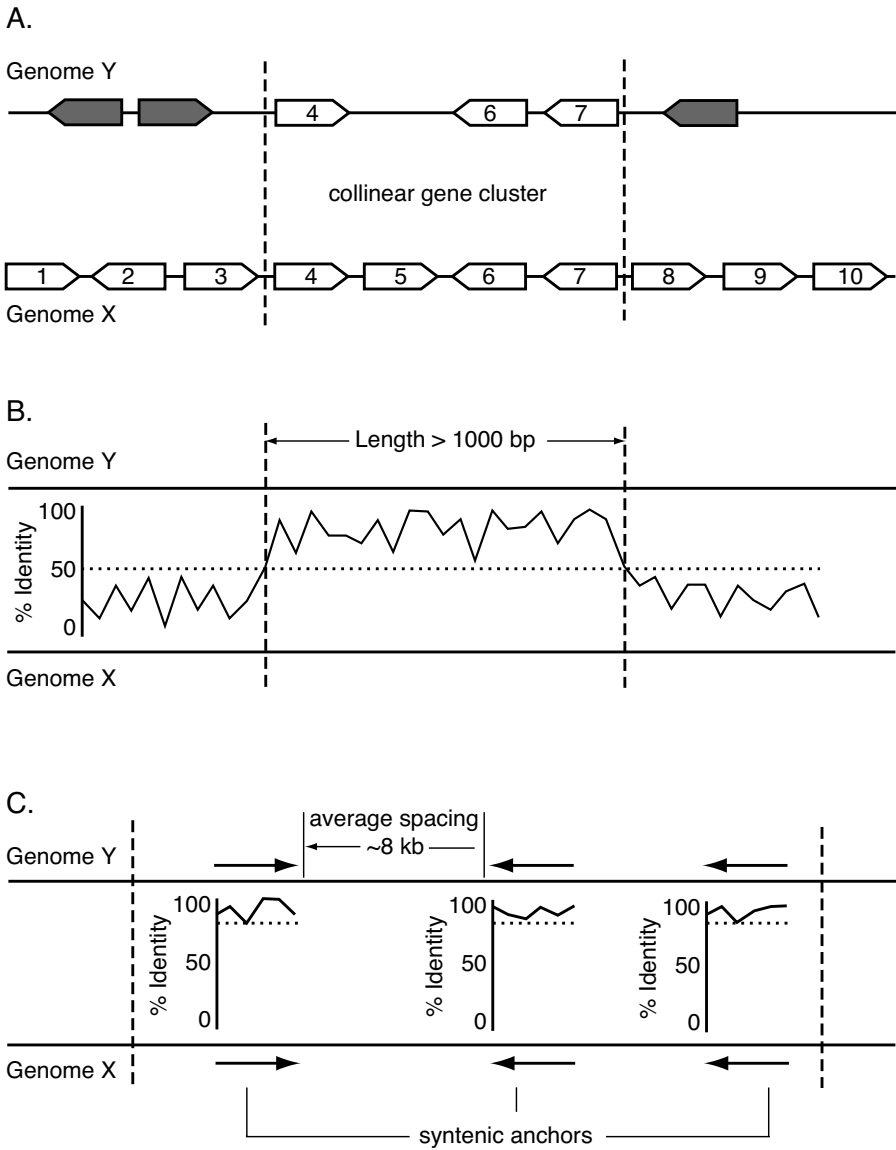 A.
Genome Y
4 6 7
collinear gene cluster
1 2 3 4 5 6 7 8 9 10
Genome X
B.
Length > 1000 bp
Genome Y
100
50
0
% Identity
Genome X
C.
average spacing
~8 kb
Genome Y
100 100 100
50 50 50
0 0 0
% Identity % Identity % Identity
Genome X
syntenic anchors